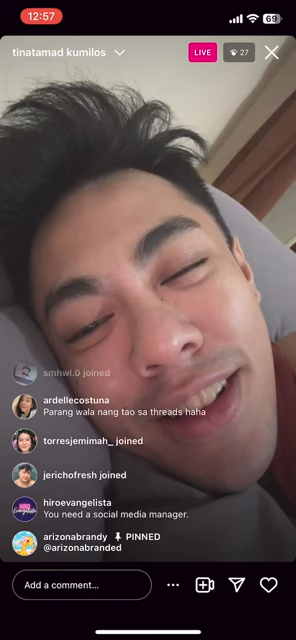 12:57
69
tinatamad kumilos
LIVE
27
smhwl.0 joined
ardellecostuna
Parang wala nang tao sa threads haha
torresjemimah_ joined
jerichofresh joined
hiroevangelista
You need a social media manager.
arizonabrandy PINNED
@arizonabranded
Add a comment...